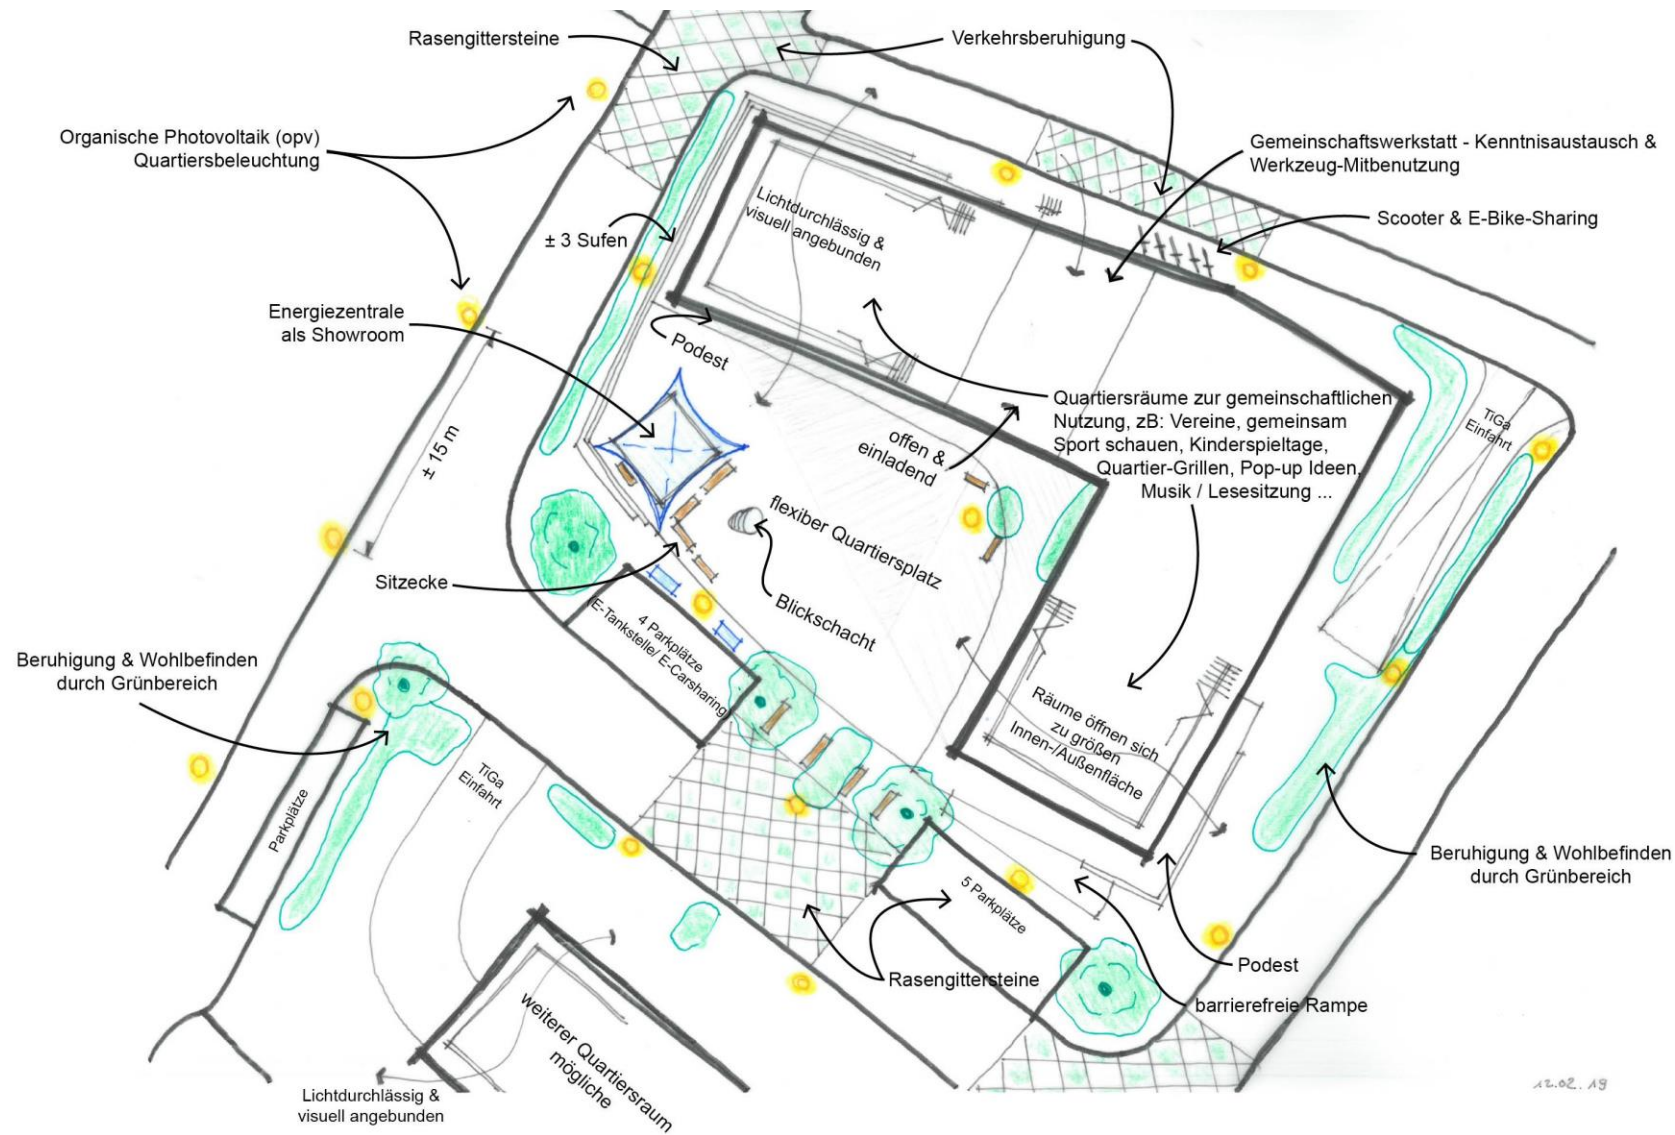 Rasengittersteine
Verkehrsberuhigung
Organische Photovoltaik (opv)
Quartiersbeleuchtung
Gemeinschaftswerkstatt - Kenntnisaustausch &
Werkzeug-Mitbenutzung
Lichtdurchlässig &
visuell angebunden
Scooter & E-Bike-Sharing
± 3 Sufen
Energiezentrale
als Showroom
Podest
Quartiersräume zur gemeinschaftlichen
Nutzung, zB: Vereine, gemeinsam
Sport schauen, Kinderspieltage,
Quartier-Grillen, Pop-up Ideen,
Musik / Lesesitzung ...
TiGa
Einfahrt
± 15 m
offen &
einladend
flexiber Quartiersplatz
Sitzecke
Blickschacht
4 Parkplätze
(E-Tankstelle/ E-Carsharing)
Beruhigung & Wohlbefinden
durch Grünbereich
Räume öffnen sich
zu größen
Innen-/Außenfläche
TiGa
Einfahrt
Parkplätze
Beruhigung & Wohlbefinden
durch Grünbereich
5 Parkplätze
Rasengittersteine
Podest
barrierefreie Rampe
weiterer Quartiersraum
mögliche
Lichtdurchlässig &
visuell angebunden
12.02.19